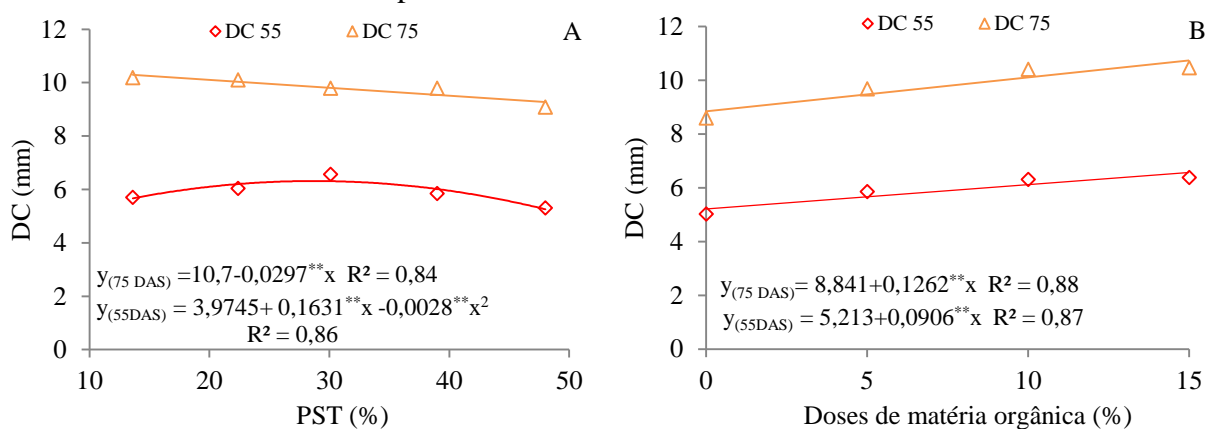 12
10
8
6
4
2
0
DC (mm)
DC 55 DC 75
A
y(75 DAS) =10,7-0,0297**x R² = 0,84
y(55DAS) = 3,9745+ 0,1631**x -0,0028**x²
R² = 0,86
10 20 30 40 50
PST (%)
12
10
8
6
4
2
0
DC (mm)
DC 55 DC 75
B
y(75 DAS)= 8,841+0,1262**x R² = 0,88
y(55DAS) = 5,213+0,0906**x R² = 0,87
0 5 10 15
Doses de matéria orgânica (%)